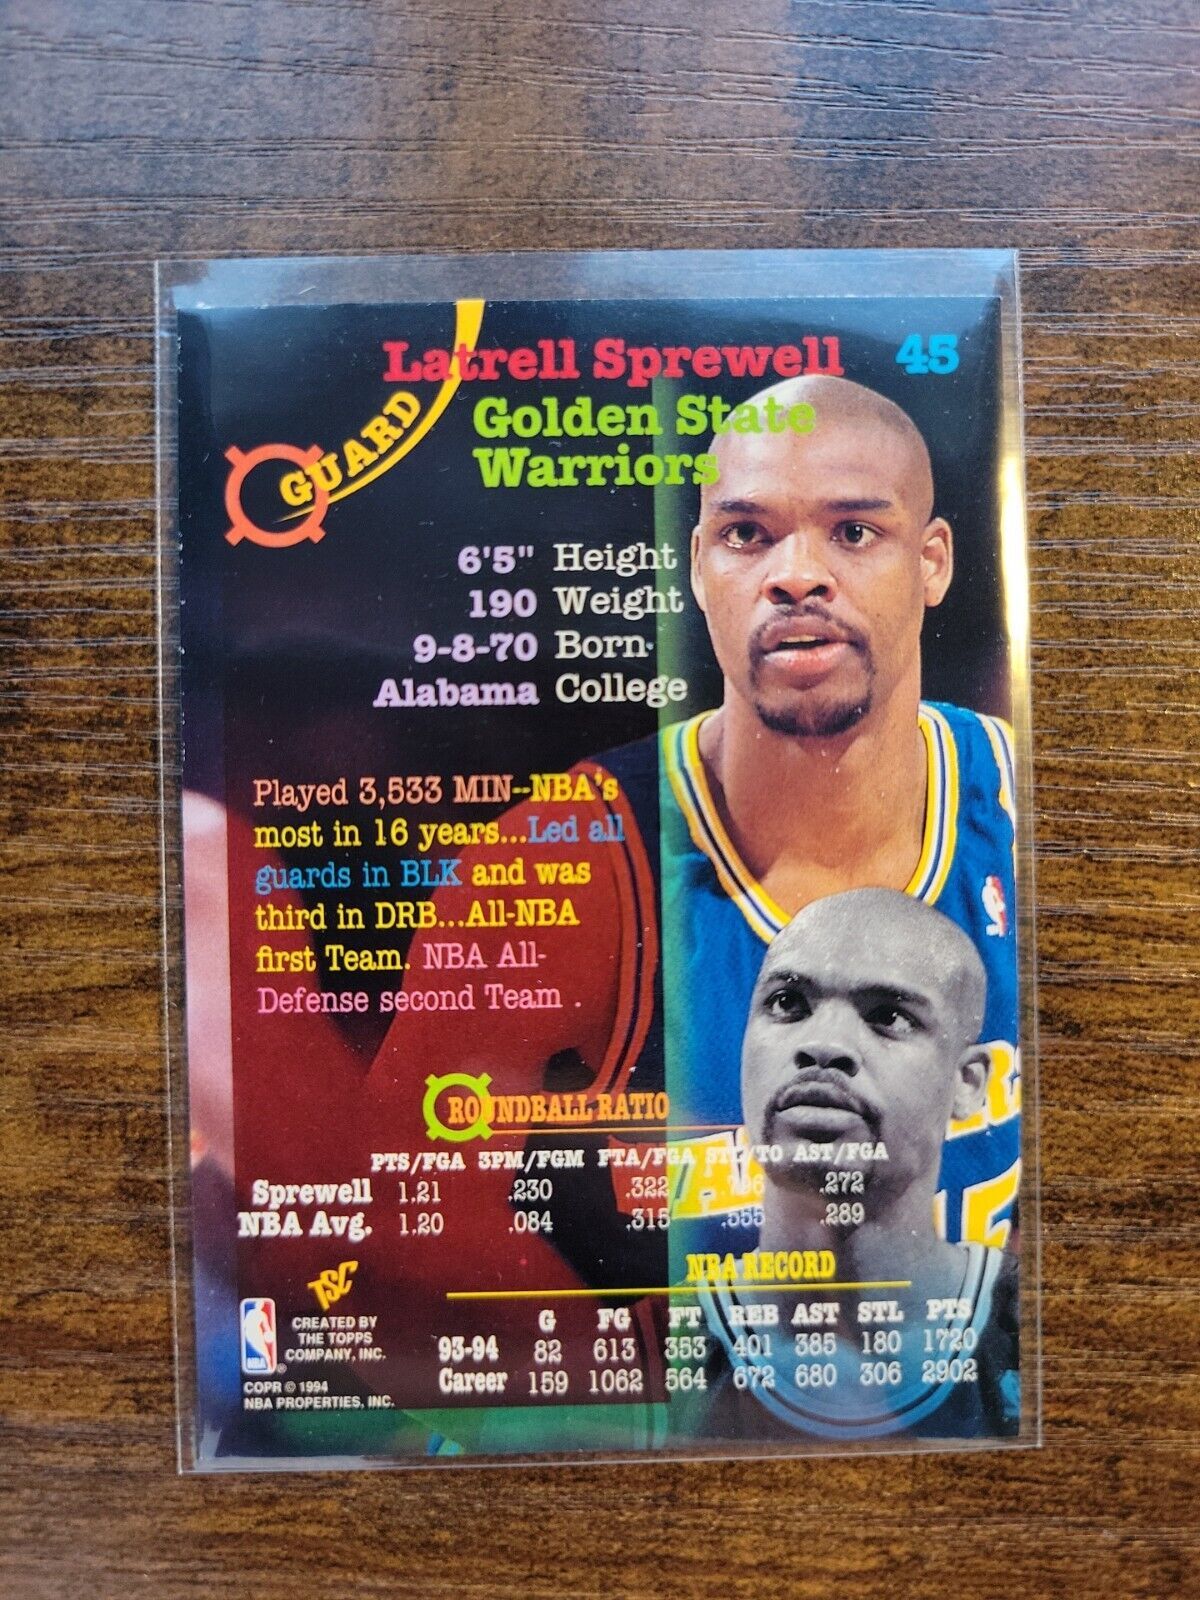 Latrell Sprewell 45
Golden State
Warriors
GUARD
6'5" Height
190 Weight
9-8-70 Born
Alabama College
Played 3,533 MIN--NBA's
most in 16 years...Led all
guards in BLK and was
third in DRB...All-NBA
first Team. NBA All-
Defense second Team .
ROUNDBALL RATIO
PTS/FGA 3PM/FGM FTA/FGA STL/TO AST/FGA
Sprewell 1.21 .230 .322 .796 .272
NBA Avg. 1.20 .084 .315 .555 .289
NBA RECORD
G FG FT REB AST STL PTS
93-94 82 613 353 401 385 180 1720
Career 159 1062 564 672 680 306 2902
TSC
CREATED BY
THE TOPPS
COMPANY, INC.
NBA ®
COPR © 1994
NBA PROPERTIES, INC.